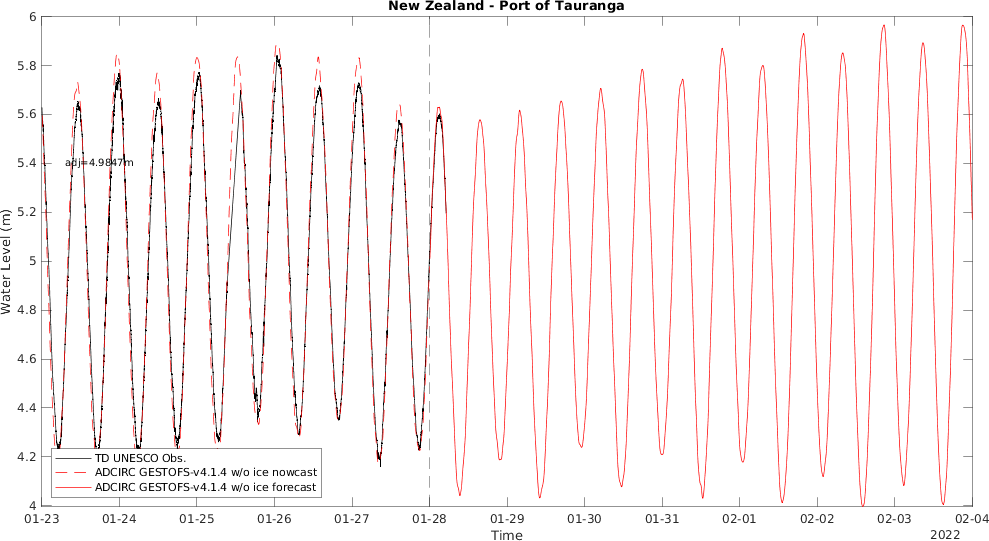 New Zealand - Port of Tauranga
Water Level (m)
6
5.8
5.6
5.4
5.2
5
4.8
4.6
4.4
4.2
4
adj=4.9847m
TD UNESCO Obs.
ADCIRC GESTOFS-v4.1.4 w/o ice nowcast
ADCIRC GESTOFS-v4.1.4 w/o ice forecast
01-23 01-24 01-25 01-26 01-27 01-28 01-29 01-30 01-31 02-01 02-02 02-03 02-04
Time
2022